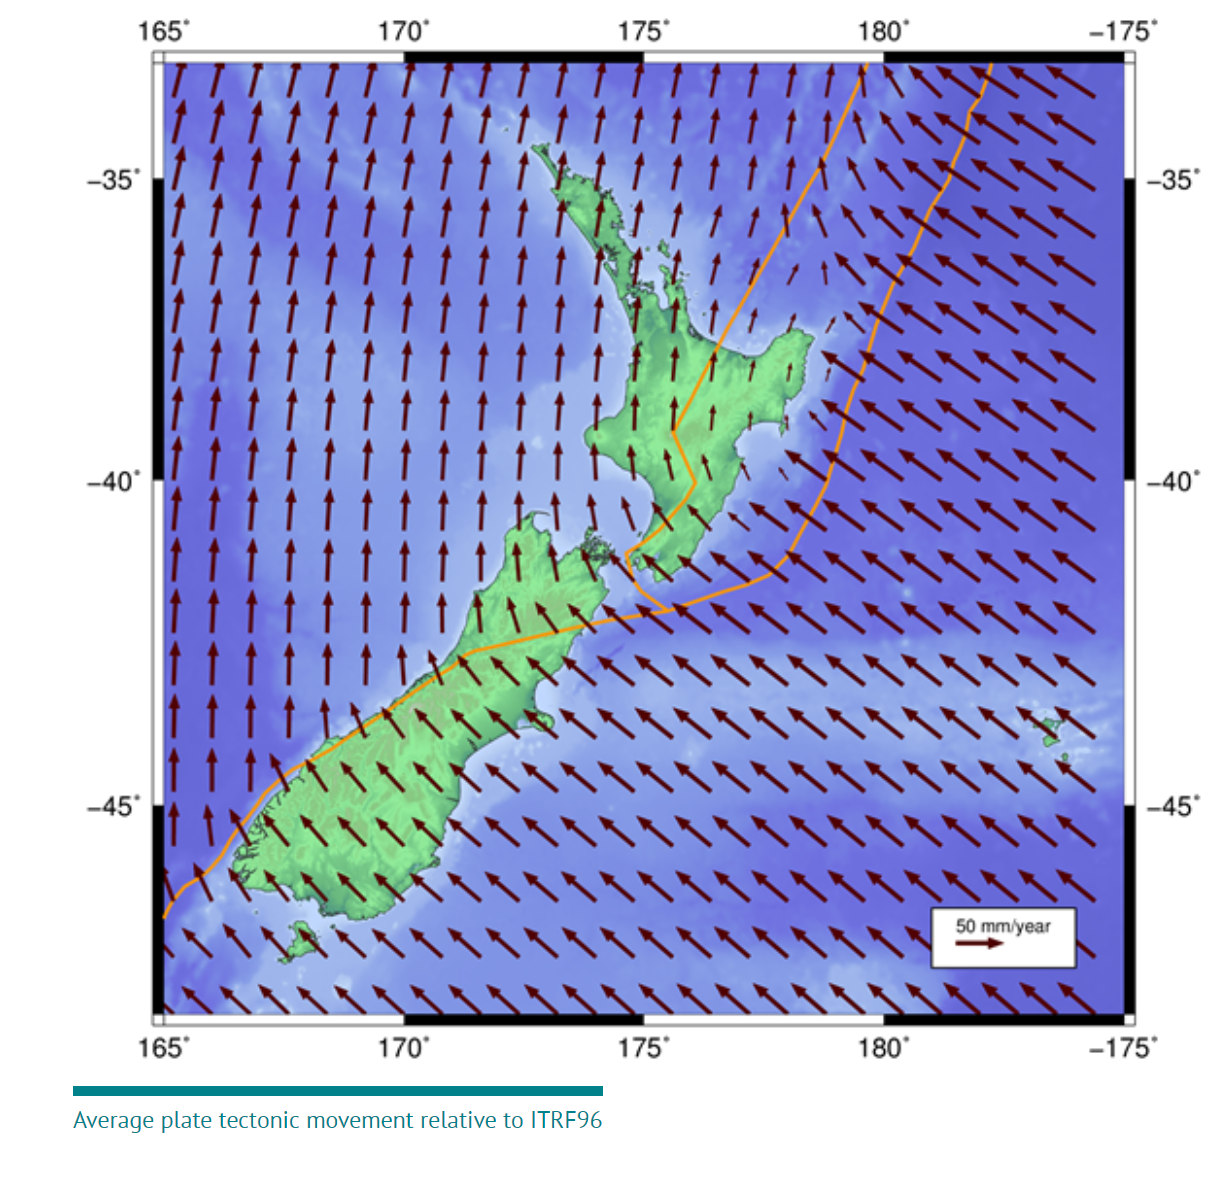 165° 170° 175° 180° −175°
−35° −35°
−40° −40°
−45° −45°
50 mm/year
165° 170° 175° 180° −175°
Average plate tectonic movement relative to ITRF96